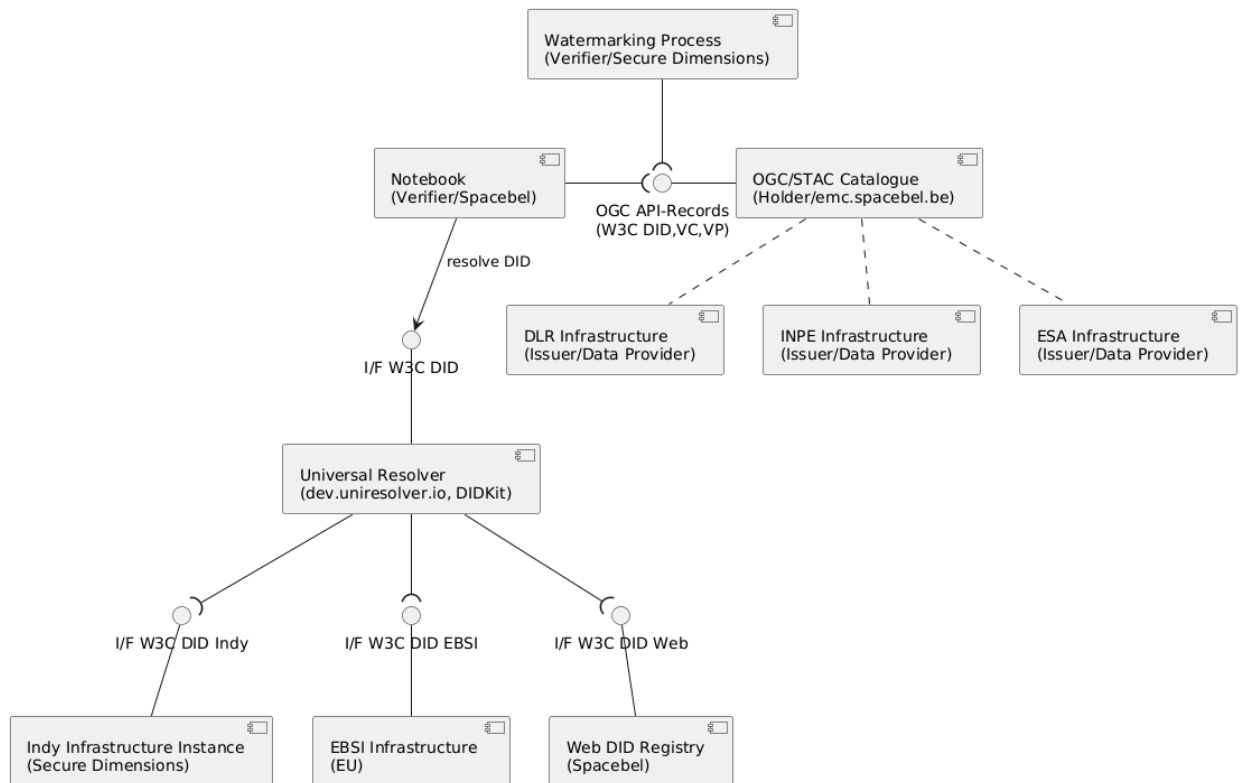 Watermarking Process
(Verifier/Secure Dimensions)
Notebook
(Verifier/Spacebel)
OGC/STAC Catalogue
(Holder/emc.spacebel.be)
OGC API-Records
(W3C DID,VC,VP)
resolve DID
DLR Infrastructure
(Issuer/Data Provider)
INPE Infrastructure
(Issuer/Data Provider)
ESA Infrastructure
(Issuer/Data Provider)
I/F W3C DID
Universal Resolver
(dev.uniresolver.io, DIDKit)
I/F W3C DID Indy
I/F W3C DID EBSI
I/F W3C DID Web
Indy Infrastructure Instance
(Secure Dimensions)
EBSI Infrastructure
(EU)
Web DID Registry
(Spacebel)